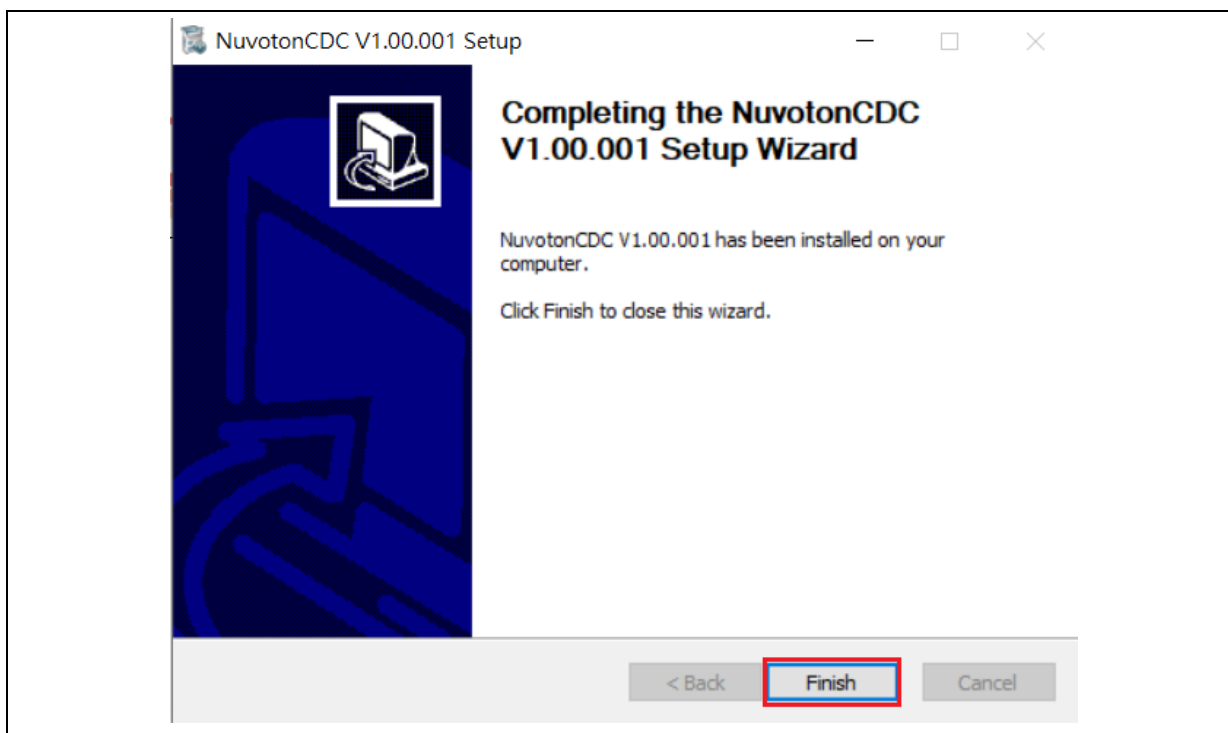 NuvotonCDC V1.00.001 Setup
Completing the NuvotonCDC
V1.00.001 Setup Wizard
NuvotonCDC V1.00.001 has been installed on your
computer.
Click Finish to close this wizard.
< Back Finish Cancel